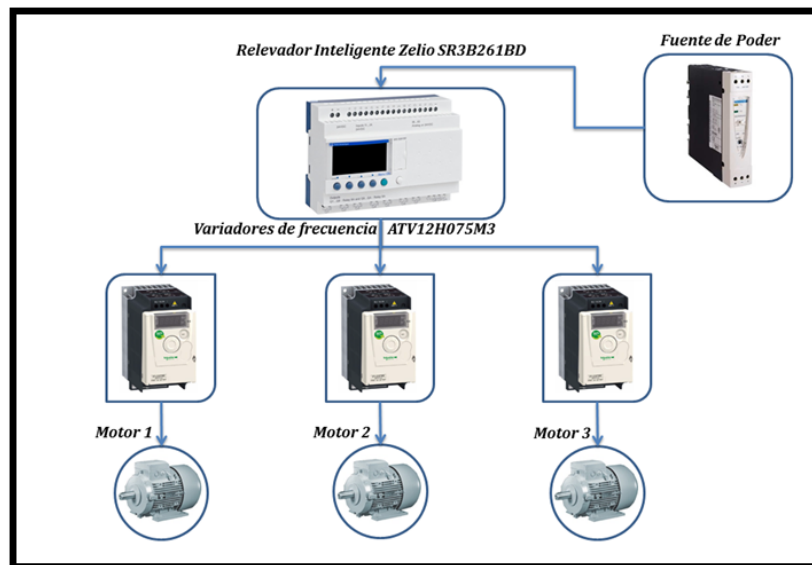 Relevador Inteligente Zelio SR3B261BD
Fuente de Poder
Variadores de frecuencia ATV12H075M3
Motor 1
Motor 2
Motor 3